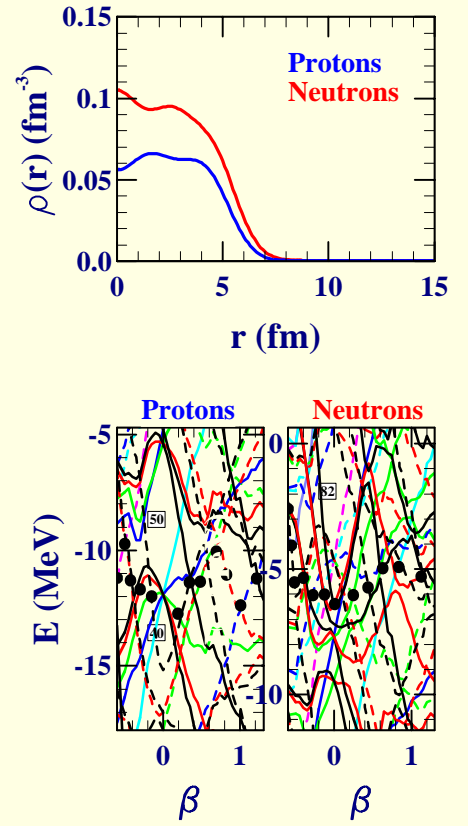 ρ(r) (fm-3)
0.15
0.1
0.05
0.0
Protons
Neutrons
0 5 10 15
r (fm)
Protons Neutrons
E (MeV)
-5
-10
-15
50
40
0
-5
-10
82
0 1 0 1
β β